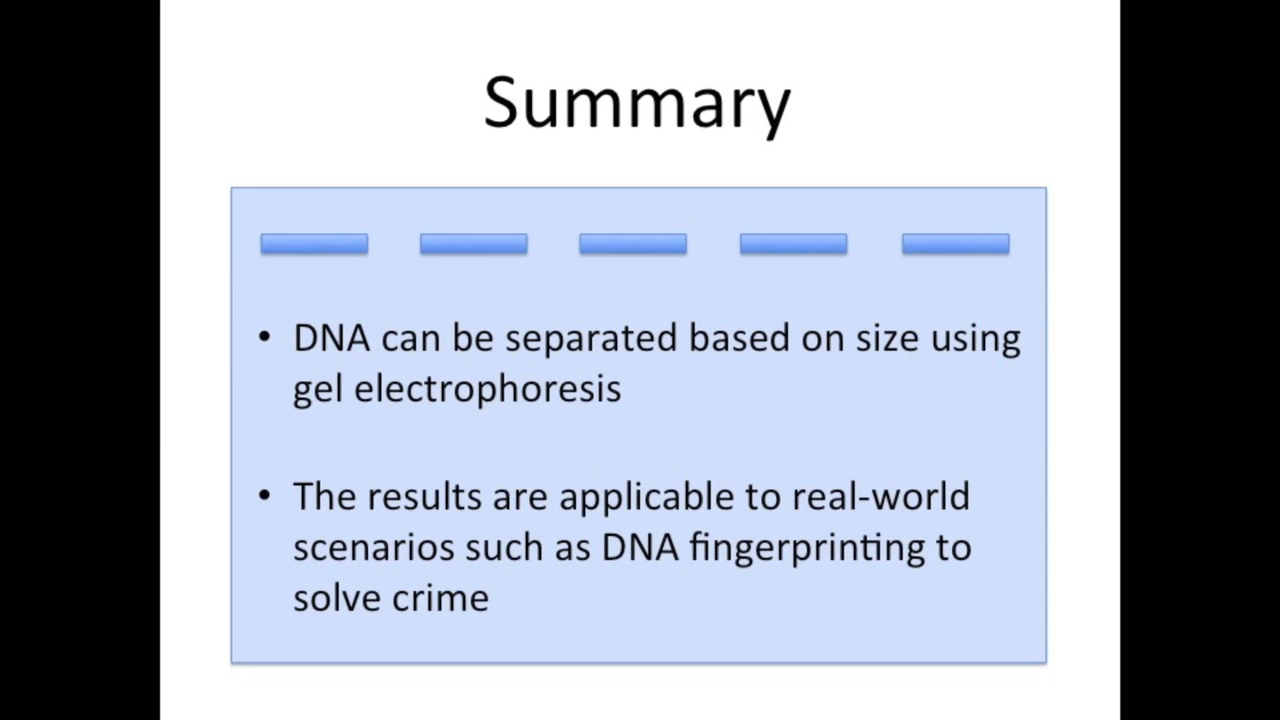 Summary
• DNA can be separated based on size using
gel electrophoresis
• The results are applicable to real-world
scenarios such as DNA fingerprinting to
solve crime